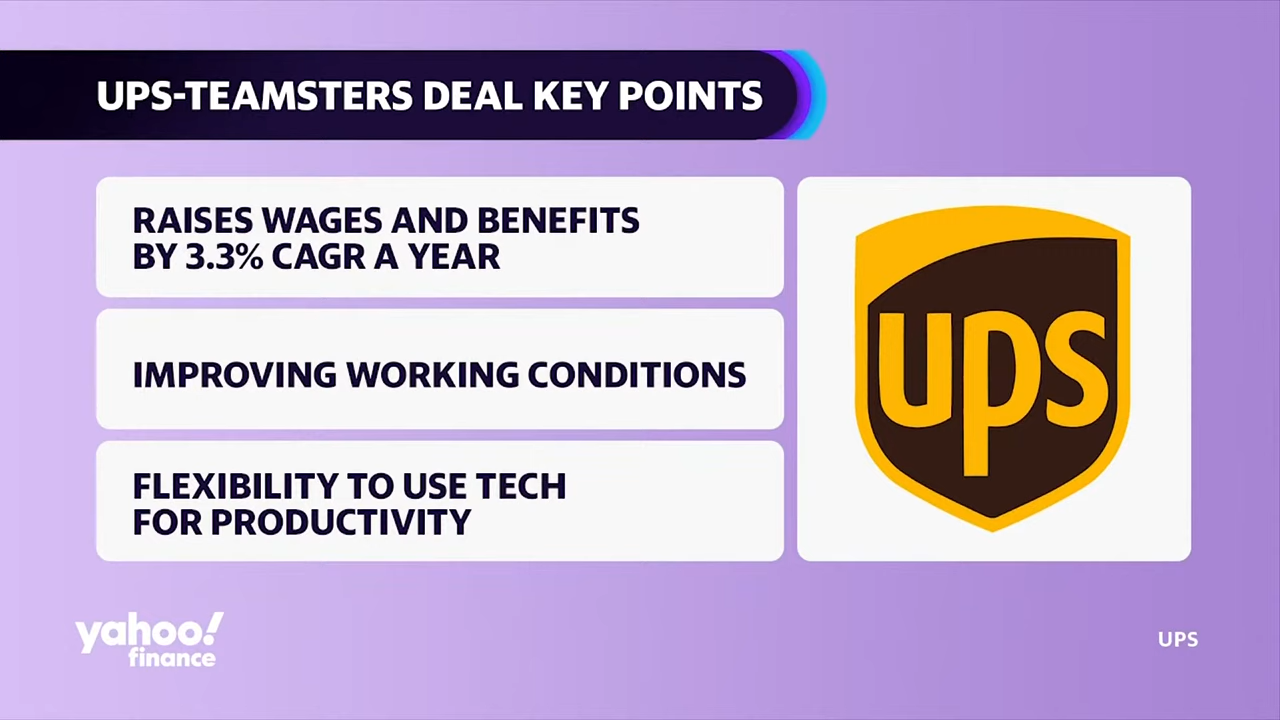 UPS-TEAMSTERS DEAL KEY POINTS
RAISES WAGES AND BENEFITS
BY 3.3% CAGR A YEAR
IMPROVING WORKING CONDITIONS
FLEXIBILITY TO USE TECH
FOR PRODUCTIVITY
ups
yahoo!
finance
UPS